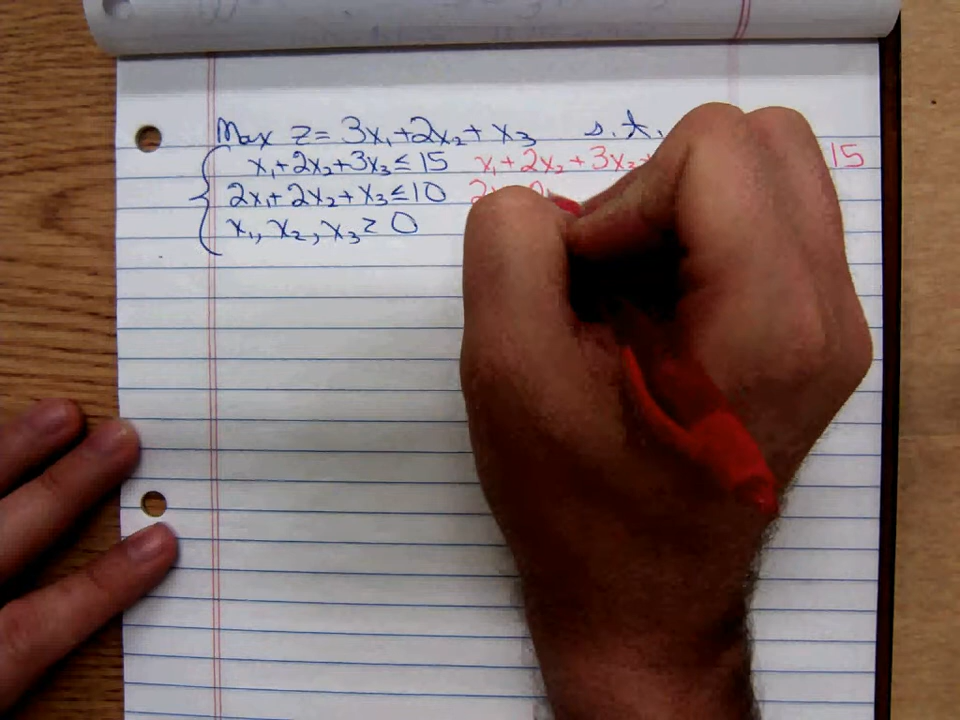 Max z = 3x₁+2x₂+x₃ s.t.
x₁+2x₂+3x₃ ≤ 15 x₁+2x₂+3x₃ 15
2x₁+2x₂+x₃ ≤ 10 2x
x₁, x₂, x₃ ≥ 0